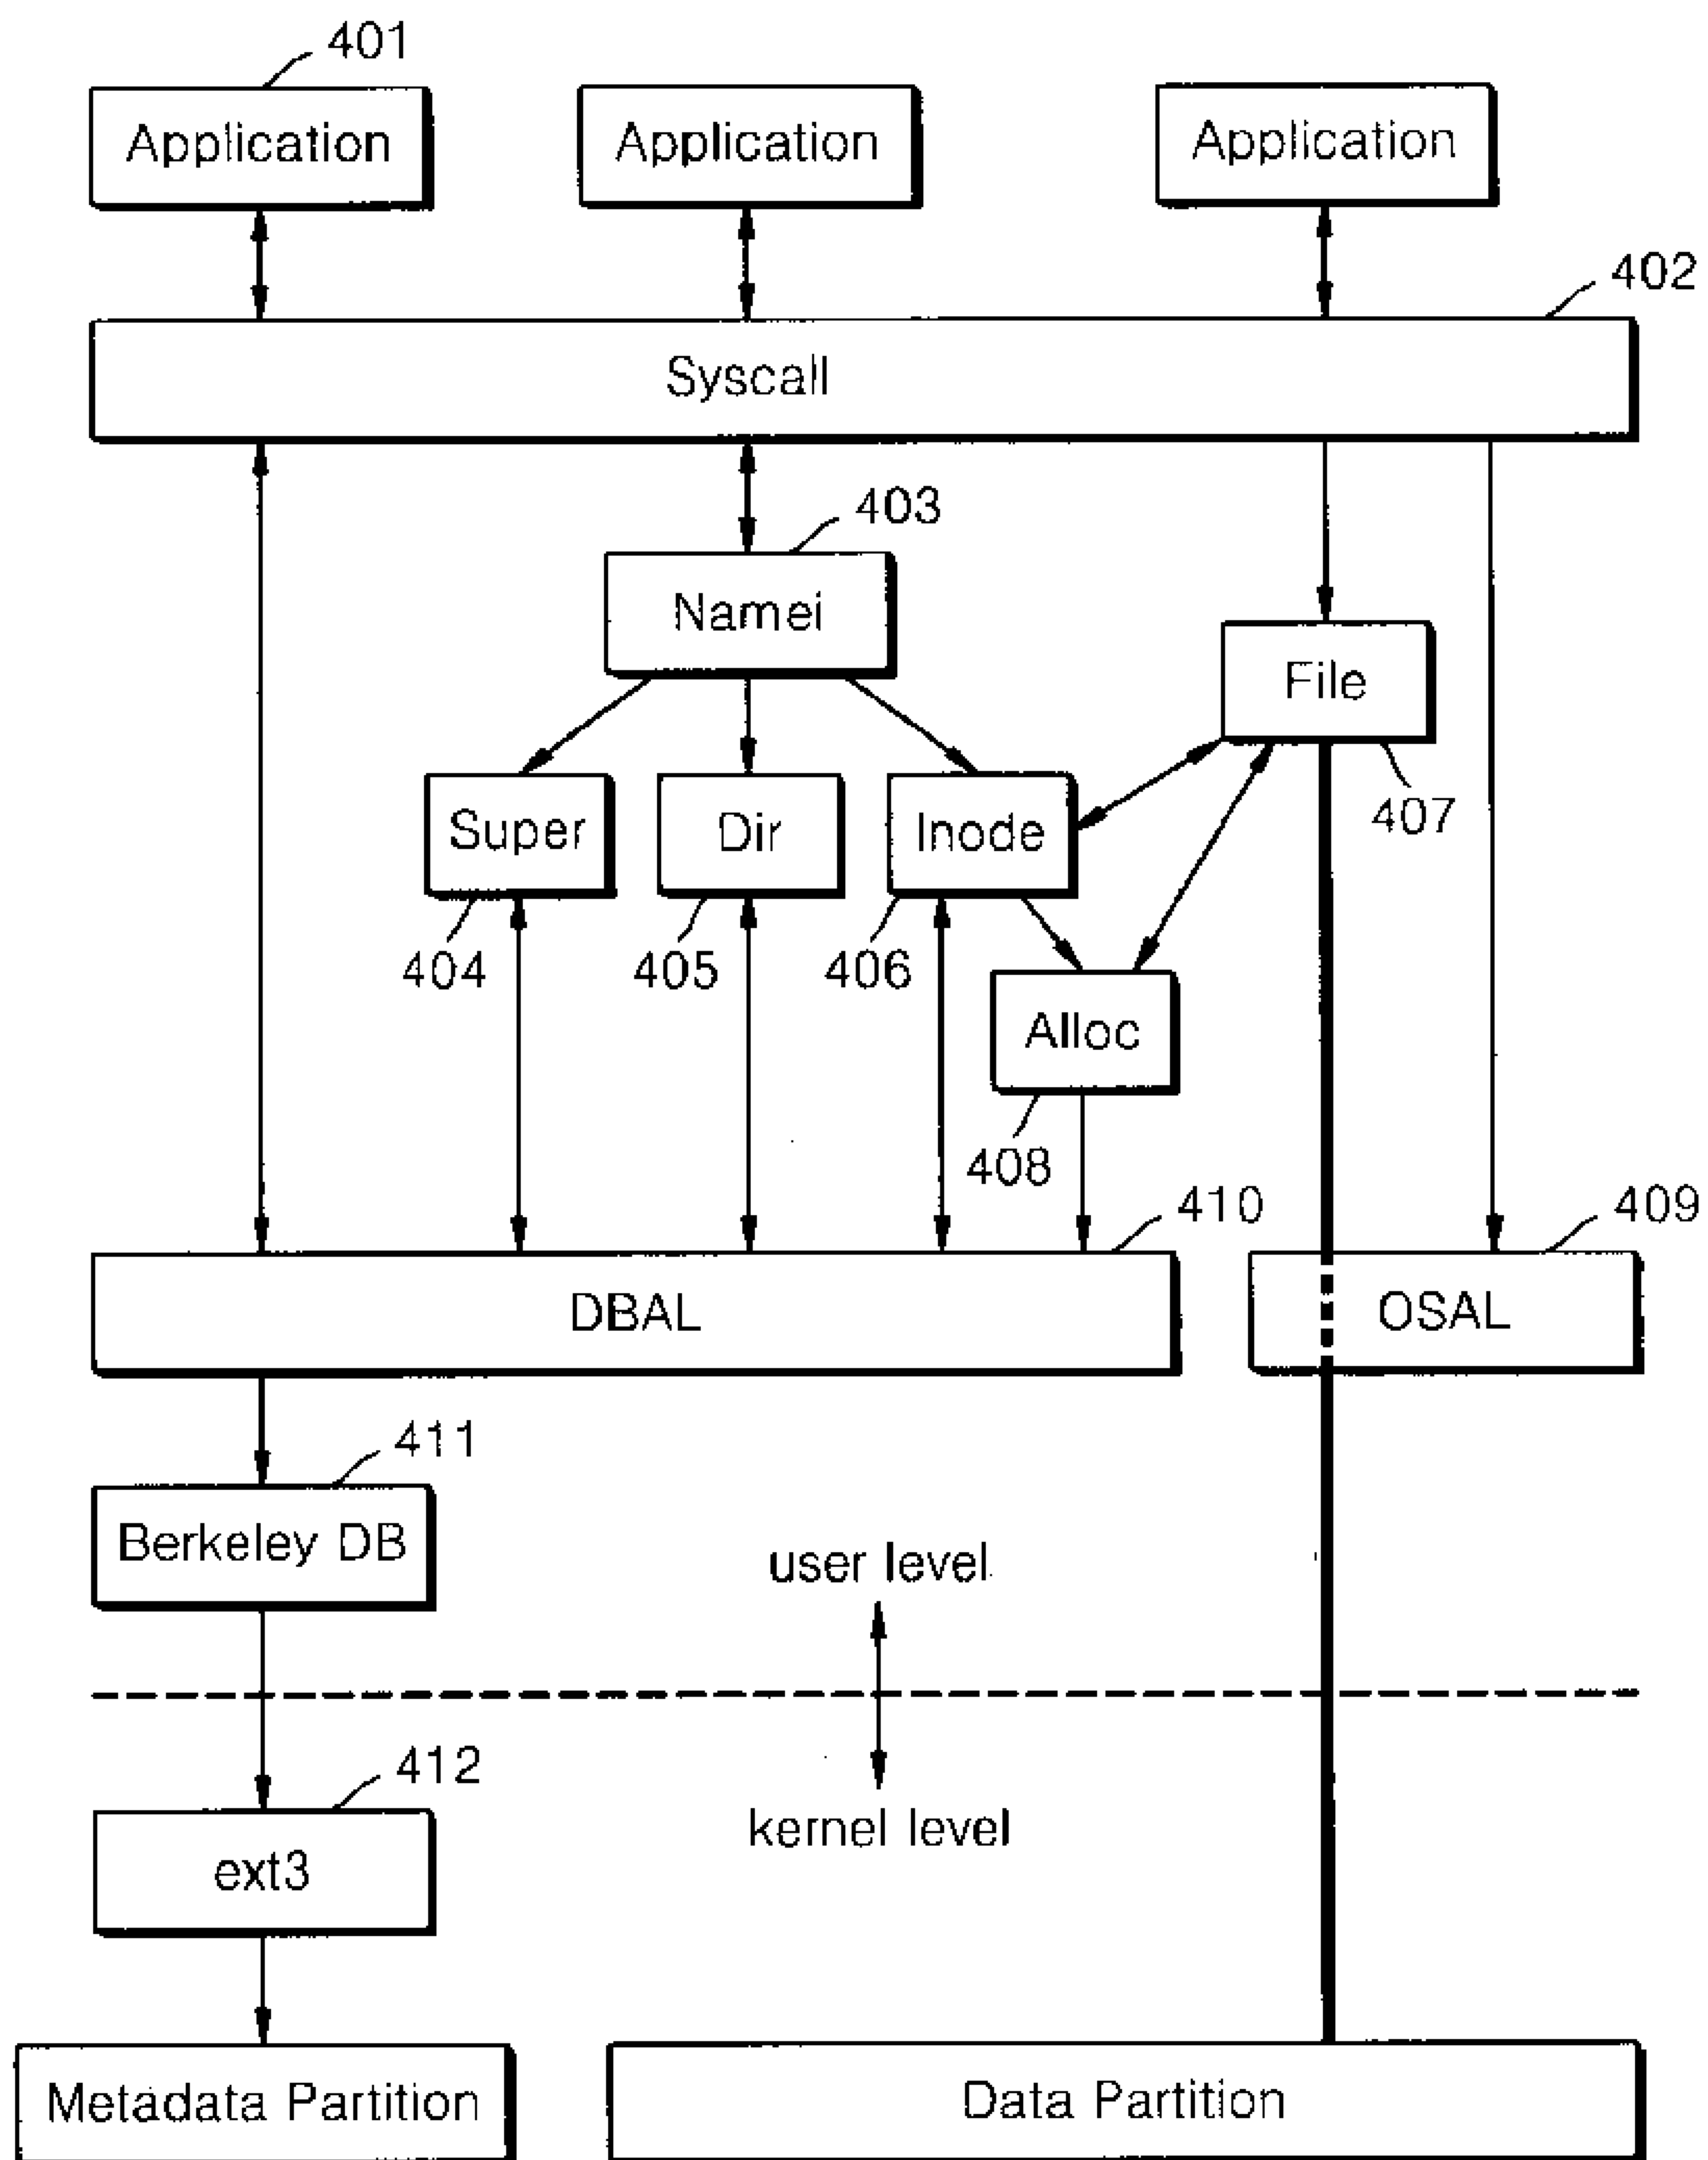 401
Application
Application
Application
402
Syscall
403
Namei
File
407
Super
Dir
Inode
404
405
406
Alloc
408
410
409
DBAL
OSAL
411
Berkeley DB
user level
412
kernel level
ext3
Metadata Partition
Data Partition